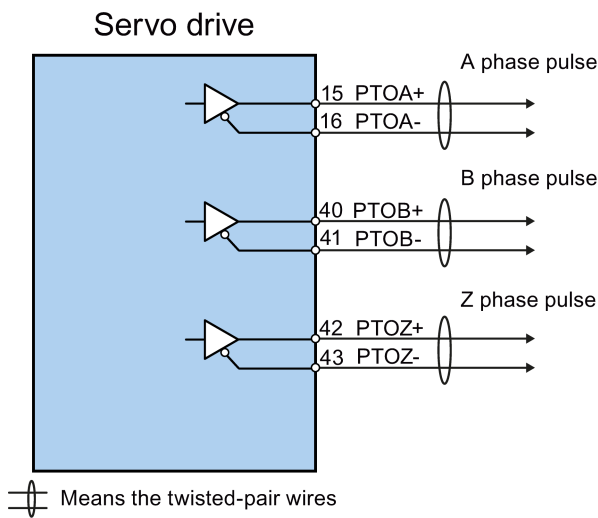 Servo drive
A phase pulse
15 PTOA+
16 PTOA-
B phase pulse
40 PTOB+
41 PTOB-
Z phase pulse
42 PTOZ+
43 PTOZ-
Means the twisted-pair wires